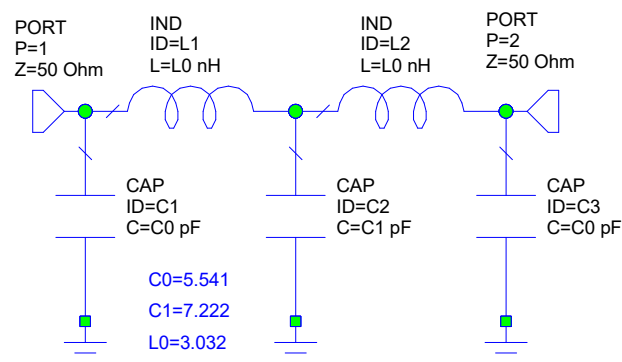 PORT
P=1
Z=50 Ohm
IND
ID=L1
L=L0 nH
IND
ID=L2
L=L0 nH
PORT
P=2
Z=50 Ohm
CAP
ID=C1
C=C0 pF
CAP
ID=C2
C=C1 pF
CAP
ID=C3
C=C0 pF
C0=5.541
C1=7.222
L0=3.032